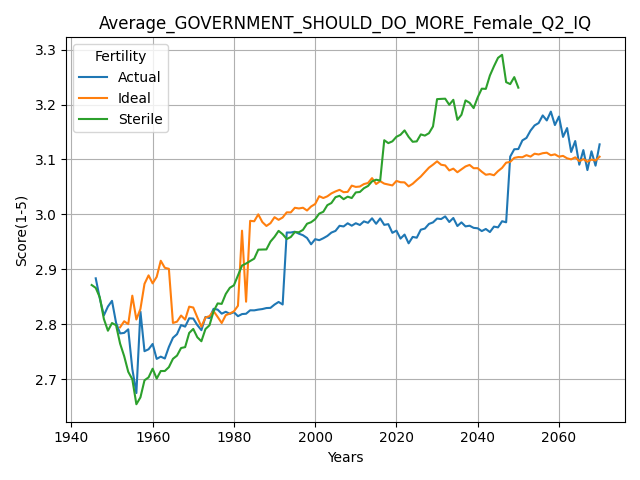 Average_GOVERNMENT_SHOULD_DO_MORE_Female_Q2_IQ
Fertility
Actual
Ideal
Sterile
Score(1-5)
3.3
3.2
3.1
3.0
2.9
2.8
2.7
1940 1960 1980 2000 2020 2040 2060
Years